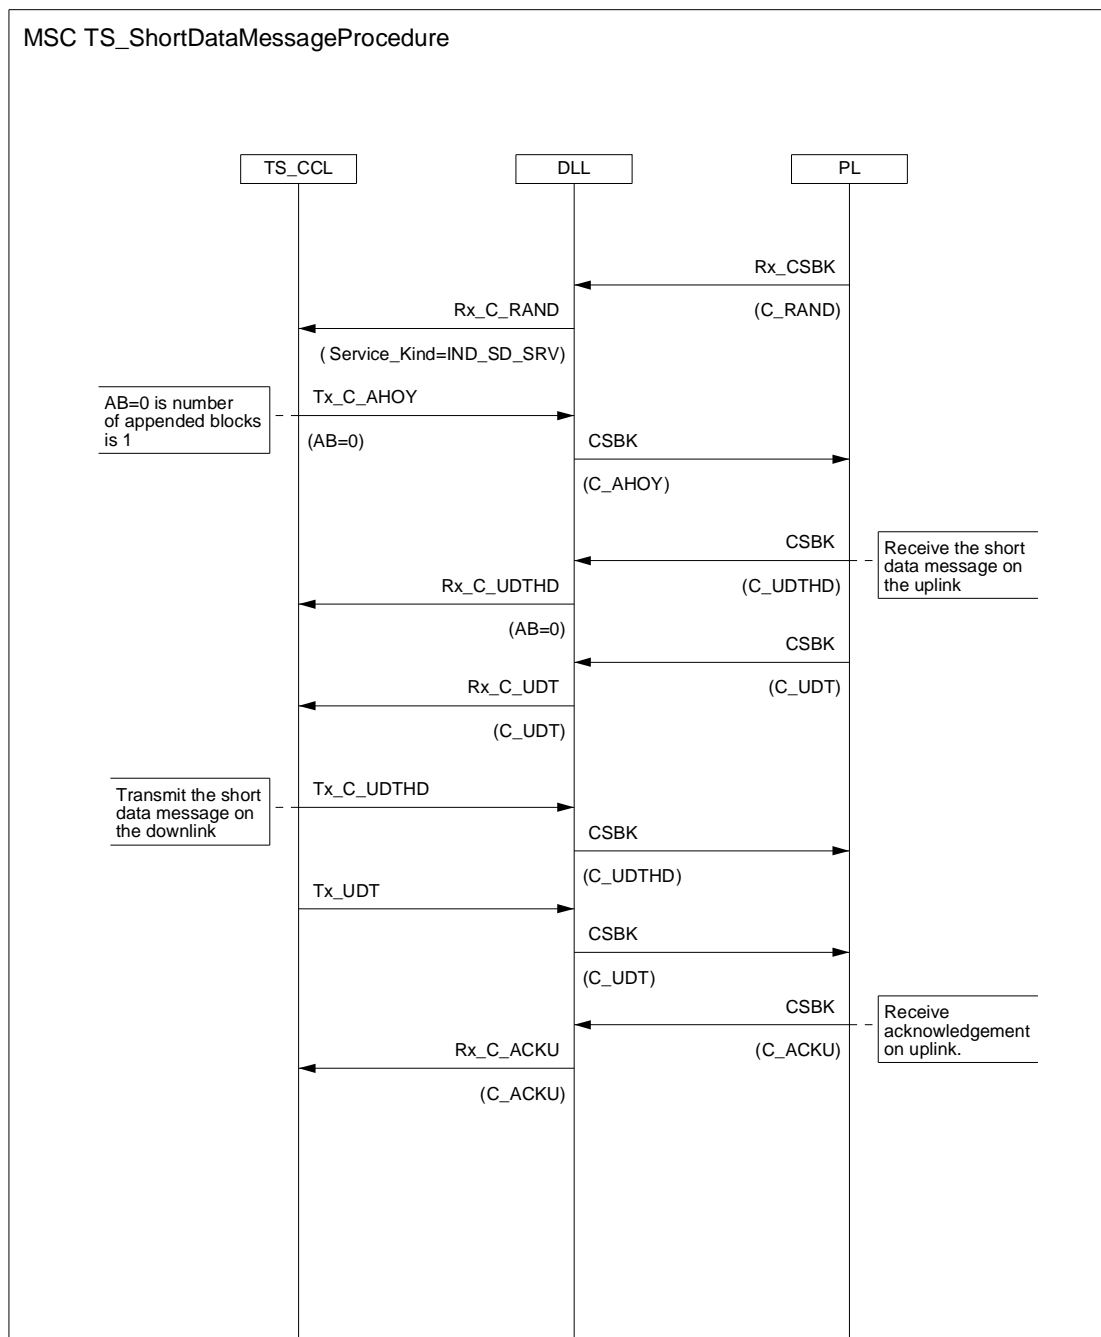 MSC TS_ShortDataMessageProcedure
TS_CCL
DLL
PL
Rx_CSBK
(C_RAND)
Rx_C_RAND
( Service_Kind=IND_SD_SRV)
AB=0 is number
of appended blocks
is 1
Tx_C_AHOY
(AB=0)
CSBK
(C_AHOY)
CSBK
(C_UDTHD)
Receive the short
data message on
the uplink
Rx_C_UDTHD
(AB=0)
CSBK
(C_UDT)
Rx_C_UDT
(C_UDT)
Transmit the short
data message on
the downlink
Tx_C_UDTHD
CSBK
(C_UDTHD)
Tx_UDT
CSBK
(C_UDT)
CSBK
(C_ACKU)
Receive
acknowledgement
on uplink.
Rx_C_ACKU
(C_ACKU)